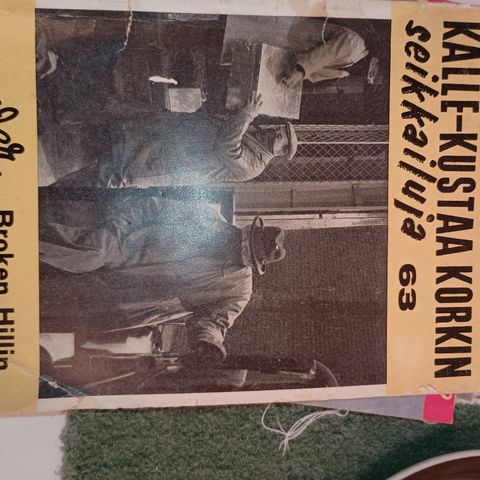 KALLE-KUSTAA KORKIN
seikkailuja 63
Broken Hillin